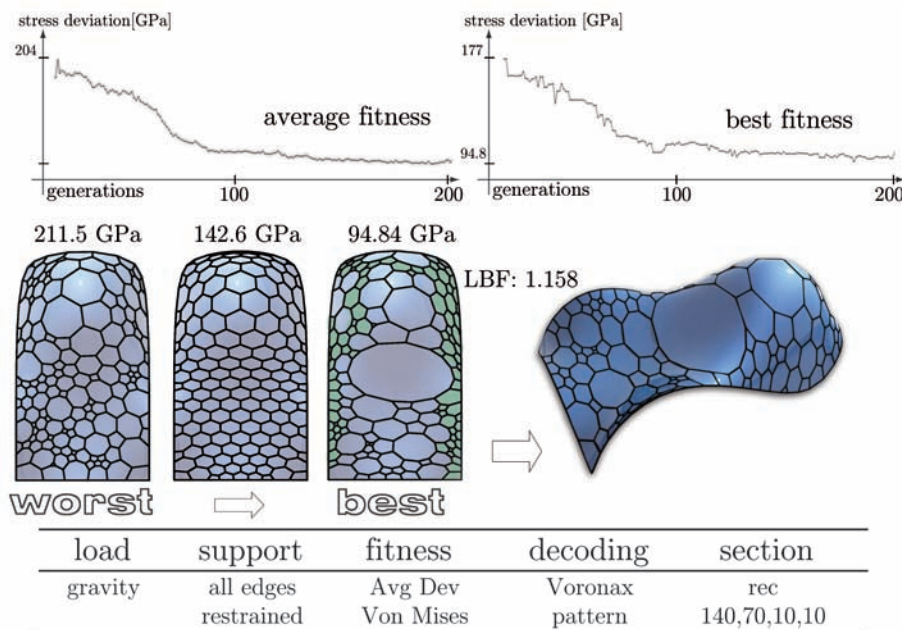 stress deviation[GPa]
204
average fitness
generations
100
200
stress deviation [GPa]
177
94.8
best fitness
generations
100
200
211.5 GPa
142.6 GPa
94.84 GPa
LBF: 1.158
worst
best
load support fitness decoding section
gravity all edges Avg Dev Voronax rec
restrained Von Mises pattern 140,70,10,10